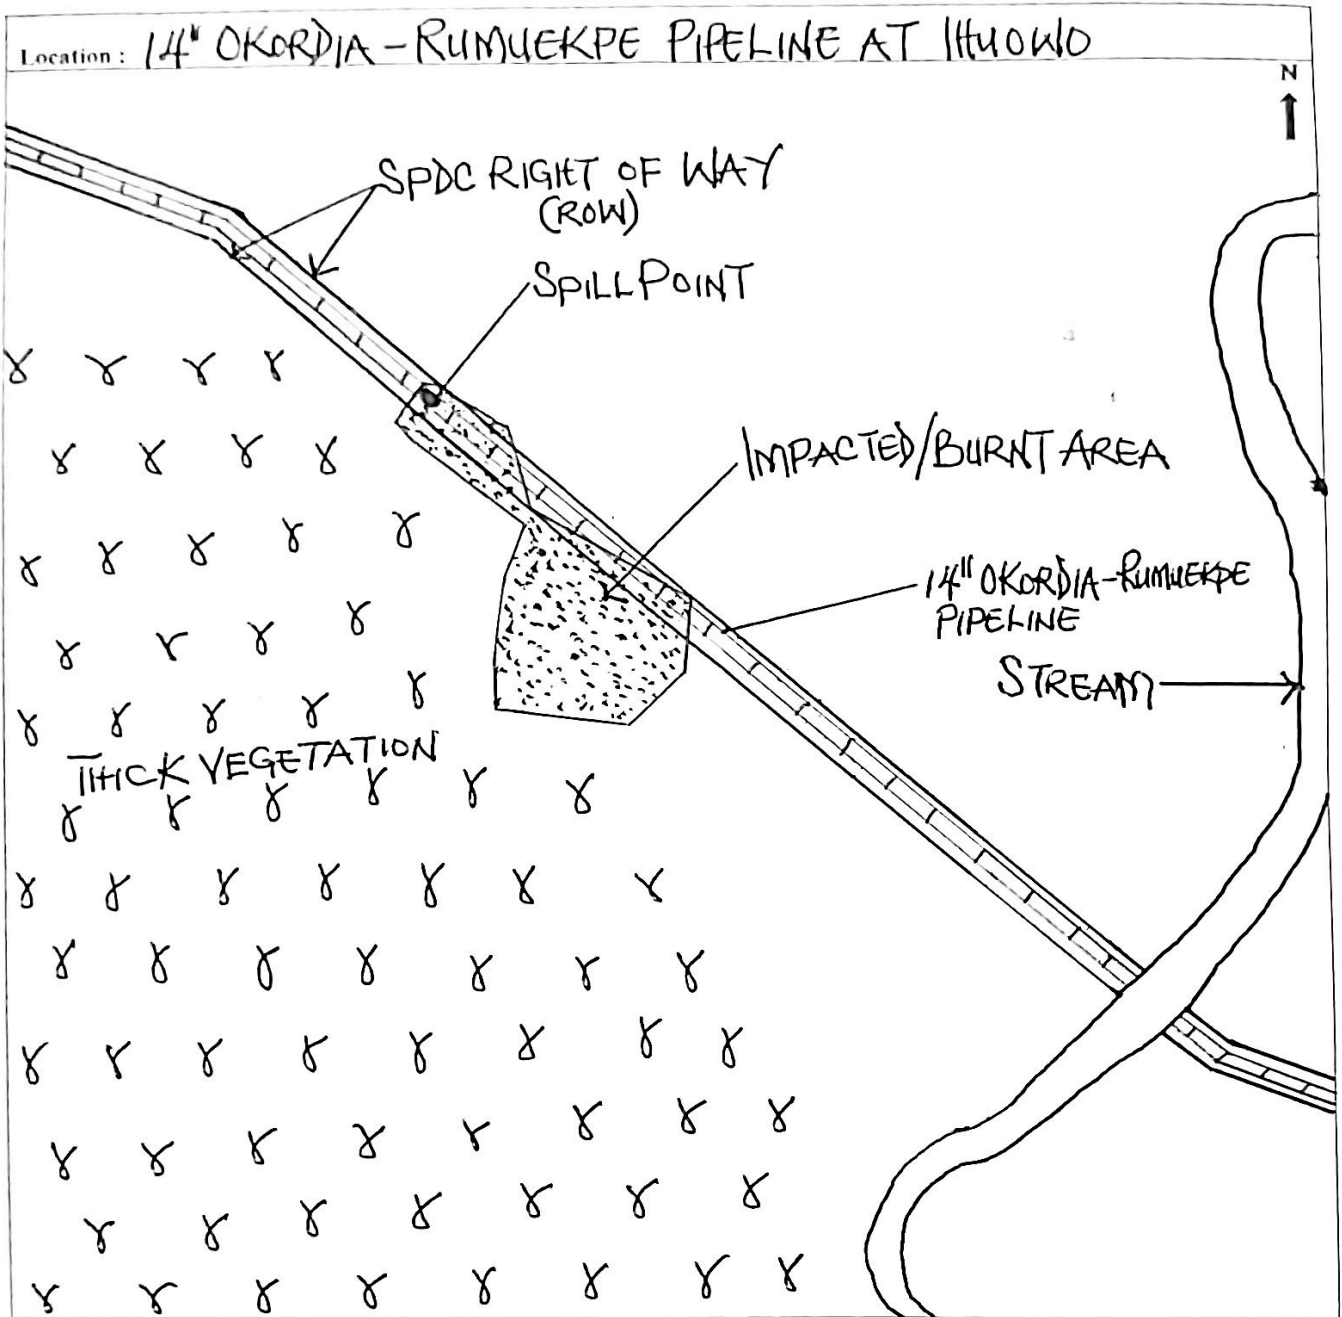 Location : 14" OKORDIA - RUMUEKPE PIPELINE AT IHUOWO
N
SPDC RIGHT OF WAY
(ROW)
SPILL POINT
IMPACTED/BURNT AREA
14" OKORDIA-RUMUEKPE
PIPELINE
STREAM
THICK VEGETATION